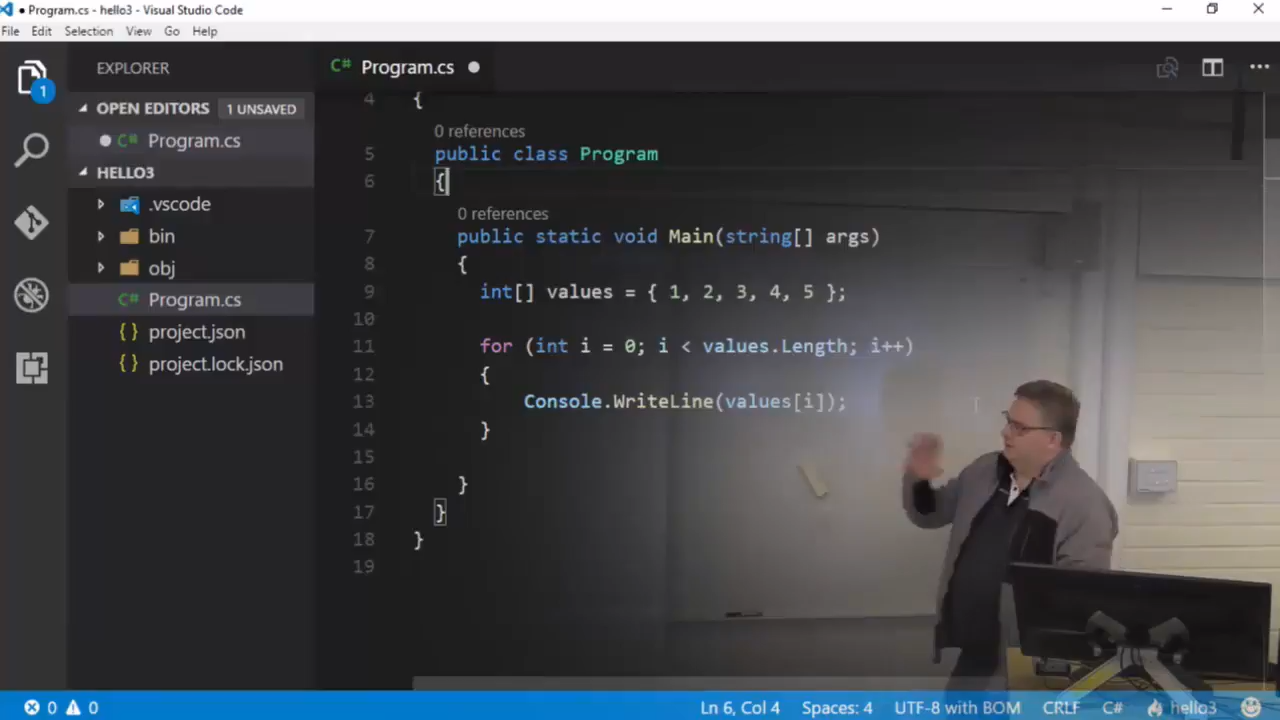 ● Program.cs - hello3 - Visual Studio Code
File Edit Selection View Go Help
EXPLORER
OPEN EDITORS 1 UNSAVED
Program.cs
HELLO3
.vscode
bin
obj
Program.cs
project.json
project.lock.json
1
C# Program.cs
4 {
0 references
5 public class Program
6 {
0 references
7 public static void Main(string[] args)
8 {
9 int[] values = { 1, 2, 3, 4, 5 };
10
11 for (int i = 0; i < values.Length; i++)
12 {
13 Console.WriteLine(values[i]);
14 }
15
16 }
17 }
18 }
19
0 0 Ln 6, Col 4 Spaces: 4 UTF-8 with BOM CRLF C# hello3